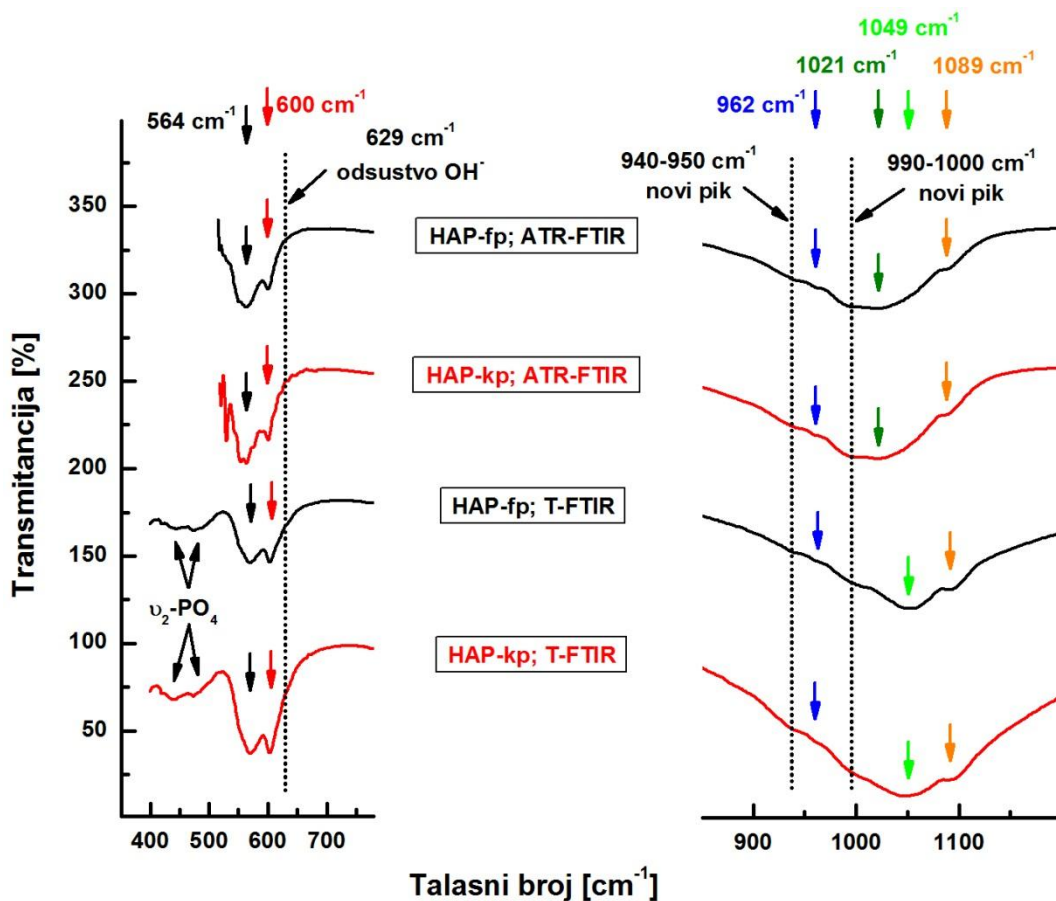 1049 cm⁻¹
1021 cm⁻¹
1089 cm⁻¹
962 cm⁻¹
600 cm⁻¹
564 cm⁻¹
629 cm⁻¹
odsustvo OH⁻
940-950 cm⁻¹
novi pik
990-1000 cm⁻¹
novi pik
HAP-fp; ATR-FTIR
HAP-kp; ATR-FTIR
HAP-fp; T-FTIR
HAP-kp; T-FTIR
υ₂-PO₄
Transmitancija [%]
350
300
250
200
150
100
50
400 500 600 700
900 1000 1100
Talasni broj [cm⁻¹]